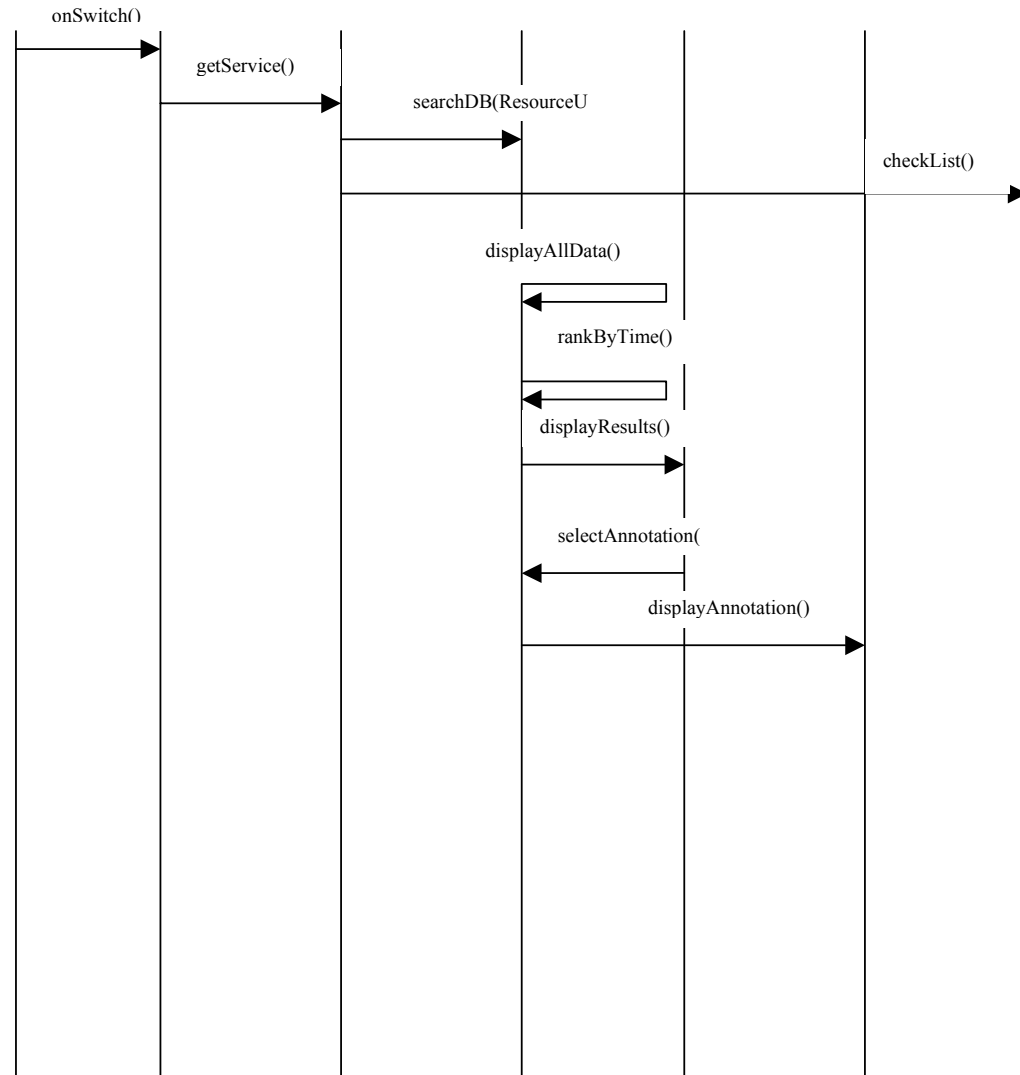 onSwitch()
getService()
searchDB(ResourceU
checkList()
displayAllData()
rankByTime()
displayResults()
selectAnnotation(
displayAnnotation()